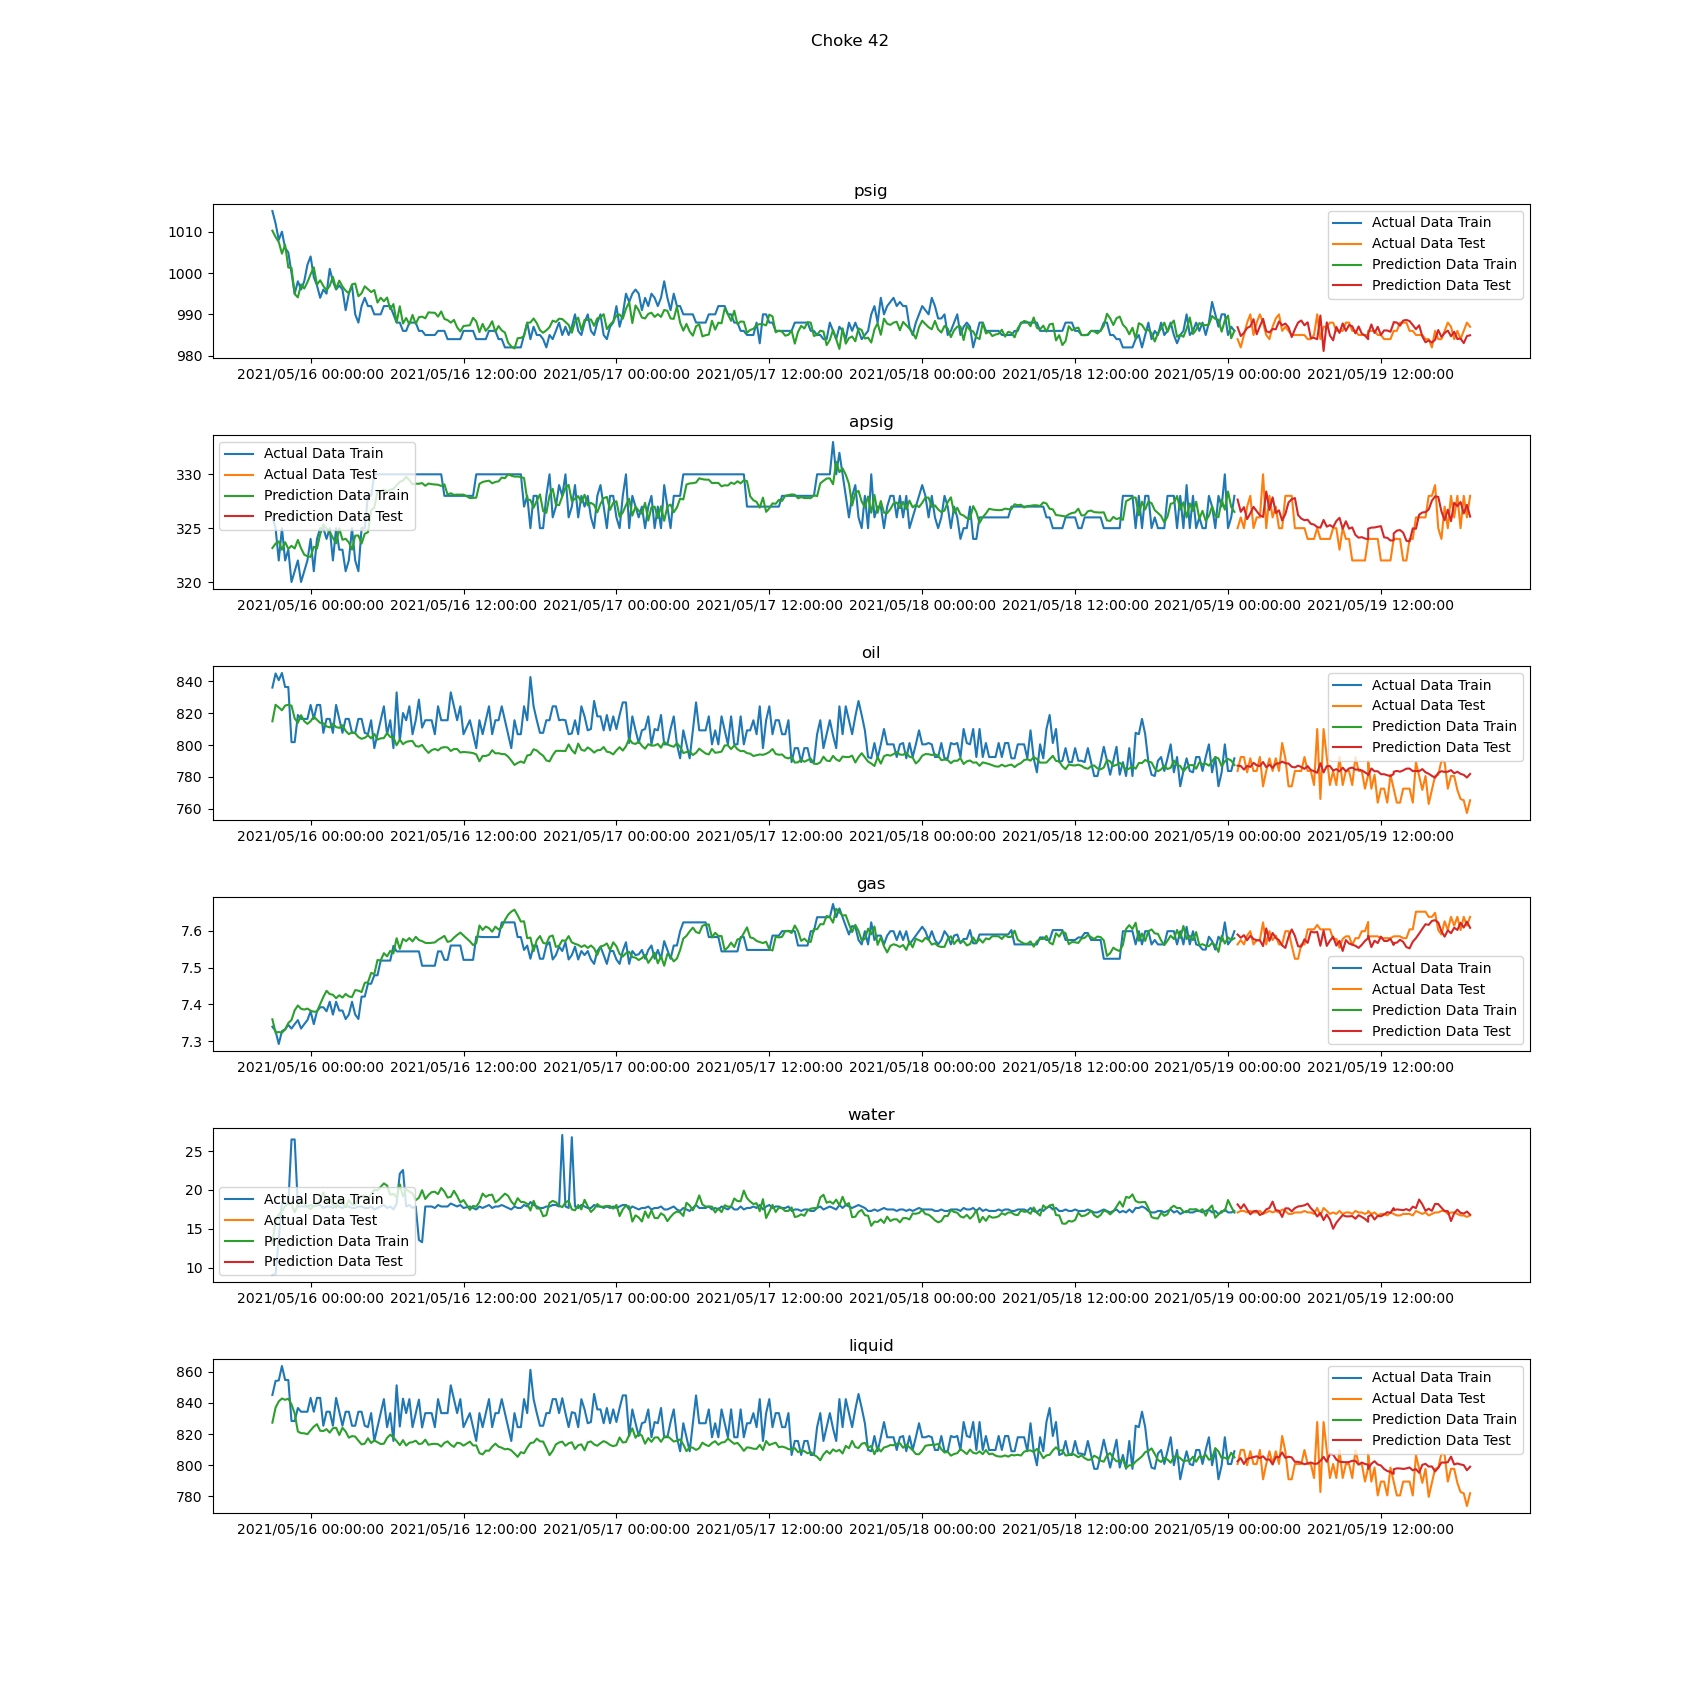 Choke 42
psig
1010
1000
990
980
Actual Data Train
Actual Data Test
Prediction Data Train
Prediction Data Test
2021/05/16 00:00:00 2021/05/16 12:00:00 2021/05/17 00:00:00 2021/05/17 12:00:00 2021/05/18 00:00:00 2021/05/18 12:00:00 2021/05/19 00:00:00 2021/05/19 12:00:00
apsig
330
325
320
Actual Data Train
Actual Data Test
Prediction Data Train
Prediction Data Test
2021/05/16 00:00:00 2021/05/16 12:00:00 2021/05/17 00:00:00 2021/05/17 12:00:00 2021/05/18 00:00:00 2021/05/18 12:00:00 2021/05/19 00:00:00 2021/05/19 12:00:00
oil
840
820
800
780
760
Actual Data Train
Actual Data Test
Prediction Data Train
Prediction Data Test
2021/05/16 00:00:00 2021/05/16 12:00:00 2021/05/17 00:00:00 2021/05/17 12:00:00 2021/05/18 00:00:00 2021/05/18 12:00:00 2021/05/19 00:00:00 2021/05/19 12:00:00
gas
7.6
7.5
7.4
7.3
Actual Data Train
Actual Data Test
Prediction Data Train
Prediction Data Test
2021/05/16 00:00:00 2021/05/16 12:00:00 2021/05/17 00:00:00 2021/05/17 12:00:00 2021/05/18 00:00:00 2021/05/18 12:00:00 2021/05/19 00:00:00 2021/05/19 12:00:00
water
25
20
15
10
Actual Data Train
Actual Data Test
Prediction Data Train
Prediction Data Test
2021/05/16 00:00:00 2021/05/16 12:00:00 2021/05/17 00:00:00 2021/05/17 12:00:00 2021/05/18 00:00:00 2021/05/18 12:00:00 2021/05/19 00:00:00 2021/05/19 12:00:00
liquid
860
840
820
800
780
Actual Data Train
Actual Data Test
Prediction Data Train
Prediction Data Test
2021/05/16 00:00:00 2021/05/16 12:00:00 2021/05/17 00:00:00 2021/05/17 12:00:00 2021/05/18 00:00:00 2021/05/18 12:00:00 2021/05/19 00:00:00 2021/05/19 12:00:00